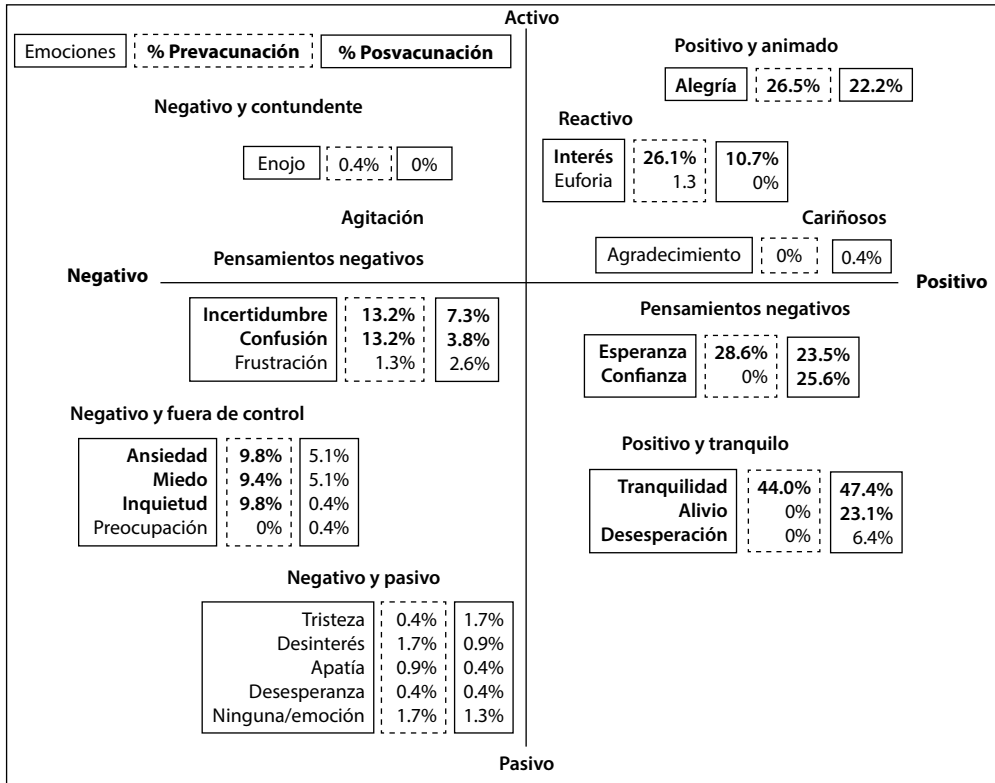 Activo
Emociones % Prevacunación % Posvacunación
Positivo y animado
Alegría 26.5% 22.2%
Negativo y contundente
Reactivo
Enojo 0.4% 0%
Interés 26.1% 10.7%
Euforia 1.3 0%
Agitación
Cariñosos
Agradecimiento 0% 0.4%
Pensamientos negativos
Negativo
Positivo
Incertidumbre 13.2% 7.3%
Confusión 13.2% 3.8%
Frustración 1.3% 2.6%
Pensamientos negativos
Esperanza 28.6% 23.5%
Confianza 0% 25.6%
Negativo y fuera de control
Ansiedad 9.8% 5.1%
Miedo 9.4% 5.1%
Inquietud 9.8% 0.4%
Preocupación 0% 0.4%
Positivo y tranquilo
Tranquilidad 44.0% 47.4%
Alivio 0% 23.1%
Desesperación 0% 6.4%
Negativo y pasivo
Tristeza 0.4% 1.7%
Desinterés 1.7% 0.9%
Apatía 0.9% 0.4%
Desesperanza 0.4% 0.4%
Ninguna/emoción 1.7% 1.3%
Pasivo